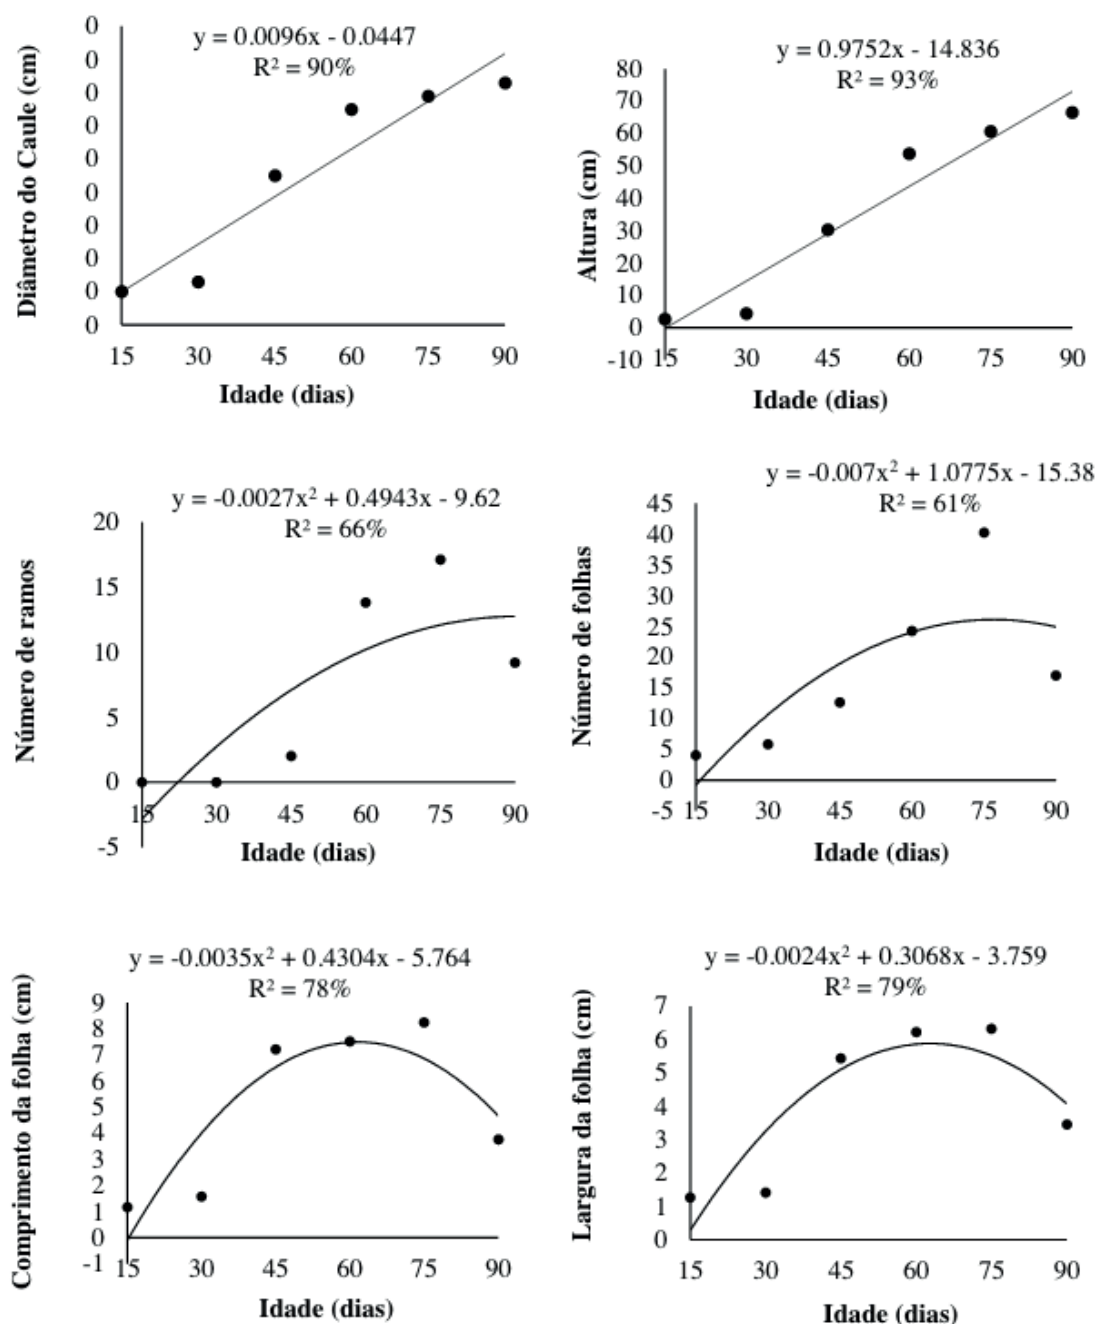 y = 0.0096x - 0.0447
R² = 90%
Diâmetro do Caule (cm)
0
0
0
0
0
0
0
0
0
0
15 30 45 60 75 90
Idade (dias)
y = 0.9752x - 14.836
R² = 93%
Altura (cm)
80
70
60
50
40
30
20
10
0
-10
15 30 45 60 75 90
Idade (dias)
y = -0.0027x² + 0.4943x - 9.62
R² = 66%
Número de ramos
20
15
10
5
0
-5
15 30 45 60 75 90
Idade (dias)
y = -0.007x² + 1.0775x - 15.38
R² = 61%
Número de folhas
45
40
35
30
25
20
15
10
5
0
-5
15 30 45 60 75 90
Idade (dias)
y = -0.0035x² + 0.4304x - 5.764
R² = 78%
Comprimento da folha (cm)
9
8
7
6
5
4
3
2
1
0
-1
15 30 45 60 75 90
Idade (dias)
y = -0.0024x² + 0.3068x - 3.759
R² = 79%
Largura da folha (cm)
7
6
5
4
3
2
1
0
15 30 45 60 75 90
Idade (dias)